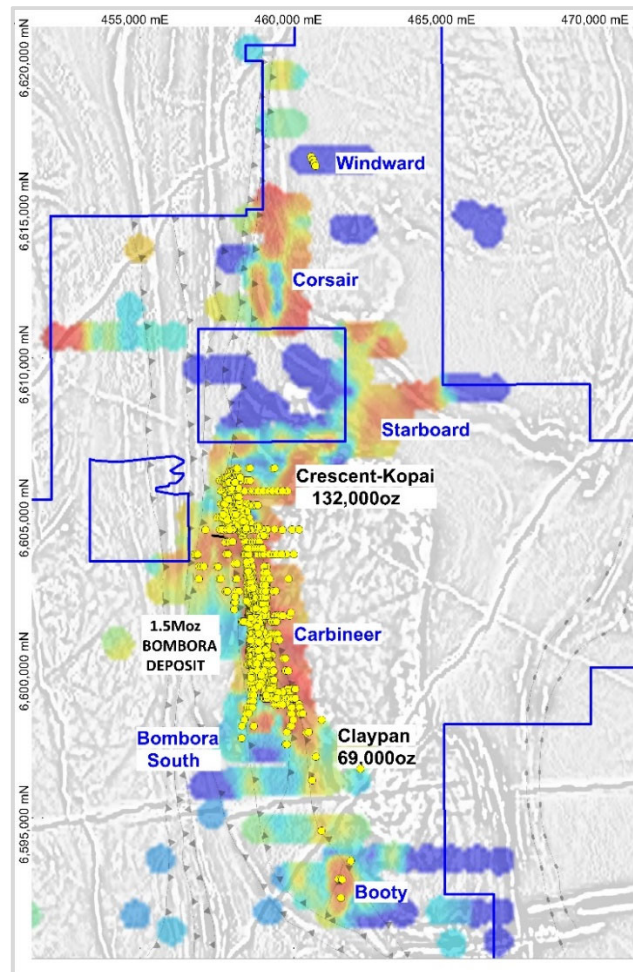 455,000 mE
460,000 mE
465,000 mE
470,000 mE
6,620,000 mN
Windward
6,615,000 mN
Corsair
6,610,000 mN
Starboard
Crescent-Kopai
132,000oz
6,605,000 mN
1.5Moz
BOMBORA
DEPOSIT
Carbineer
6,600,000 mN
Bombora
South
Claypan
69,000oz
6,595,000 mN
Booty